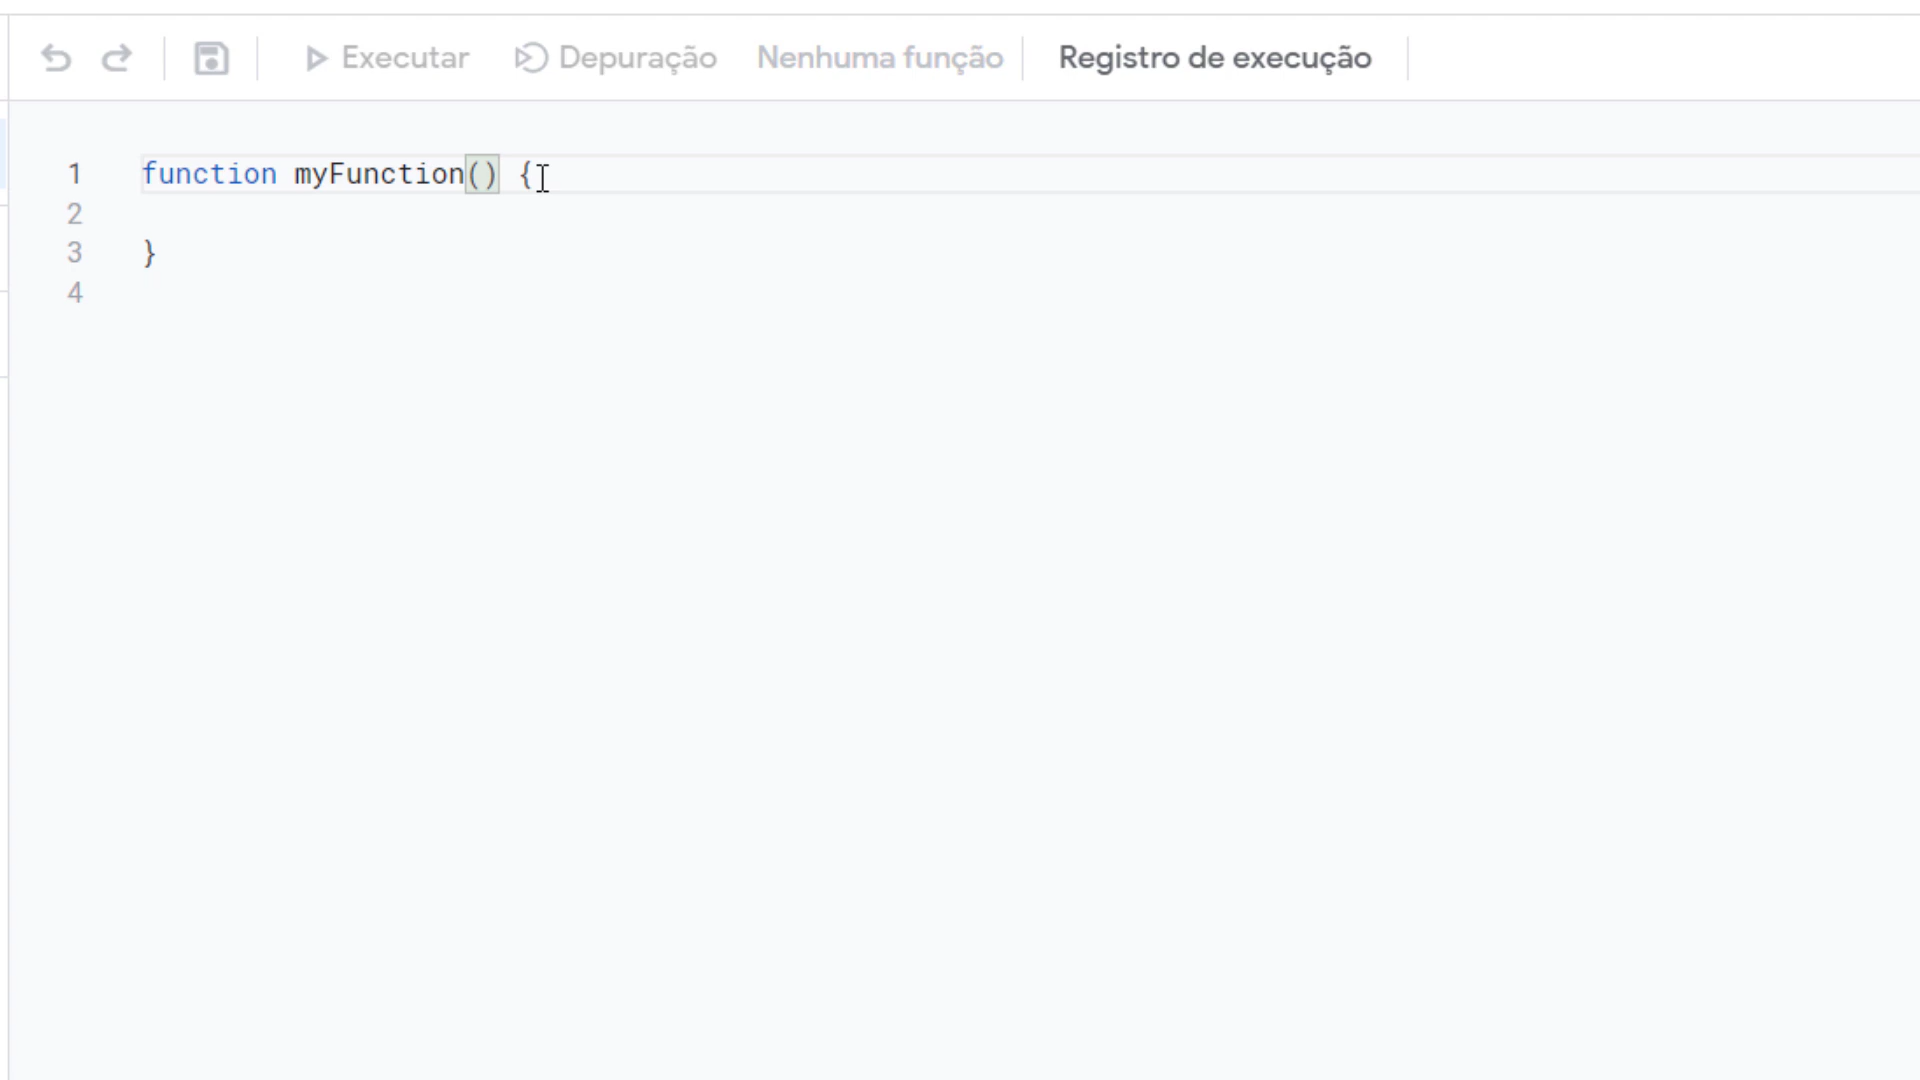 Executar Depuração Nenhuma função Registro de execução
1 function myFunction() {
2
3 }
4